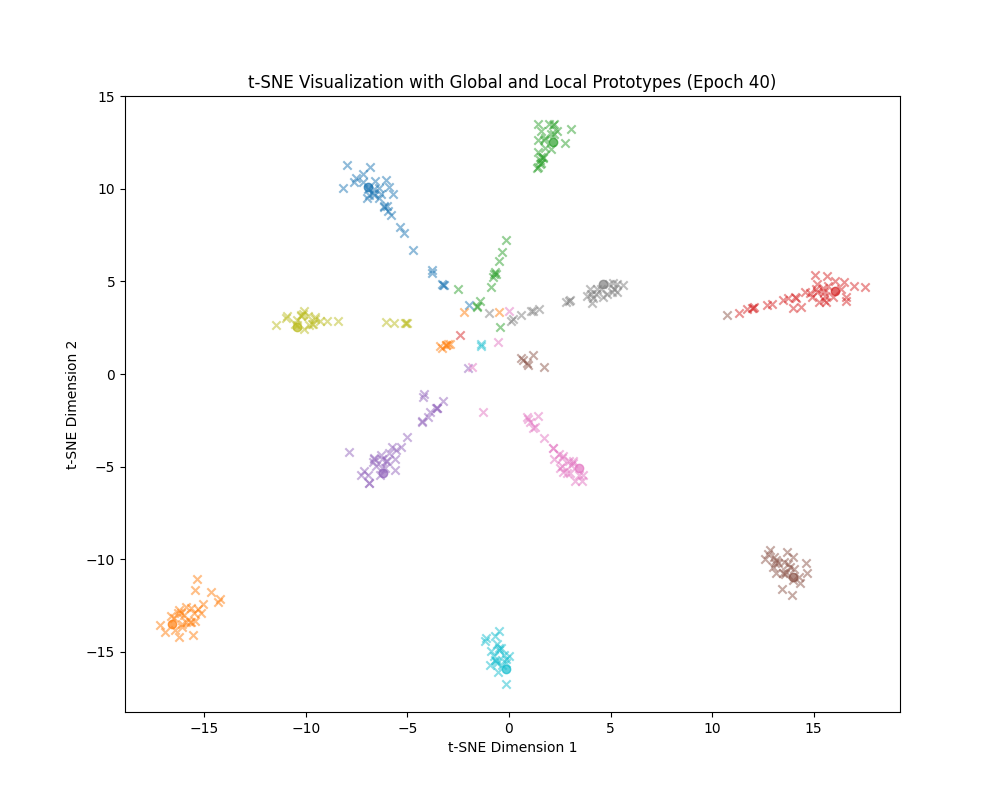 t-SNE Visualization with Global and Local Prototypes (Epoch 40)
15
10
5
0
−5
−10
−15
t-SNE Dimension 2
−15 −10 −5 0 5 10 15
t-SNE Dimension 1